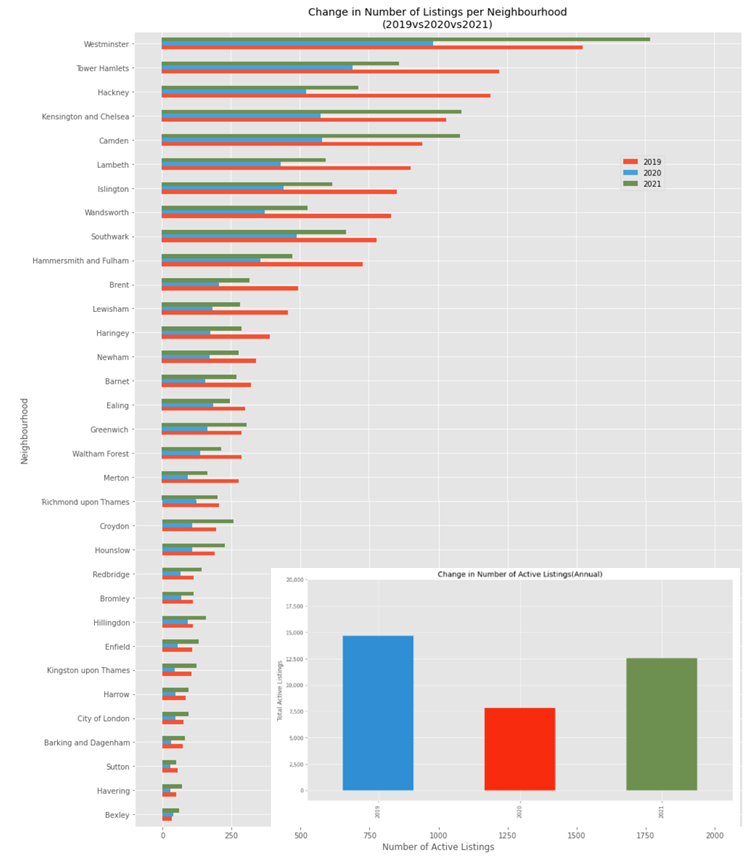 Change in Number of Listings per Neighbourhood
(2019vs2020vs2021)
Westminster
Tower Hamlets
Hackney
Kensington and Chelsea
Camden
Lambeth
Islington
Wandsworth
Southwark
Hammersmith and Fulham
Brent
Lewisham
Haringey
Newham
Barnet
Ealing
Greenwich
Waltham Forest
Merton
Richmond upon Thames
Croydon
Hounslow
Redbridge
Bromley
Hillingdon
Enfield
Kingston upon Thames
Harrow
City of London
Barking and Dagenham
Sutton
Havering
Bexley
Neighbourhood
2019
2020
2021
Change in Number of Active Listings(Annual)
20,000
17,500
15,000
12,500
10,000
7,500
5,000
2,500
0
Total Active Listings
2019
2020
2021
0 250 500 750 1000 1250 1500 1750 2000
Number of Active Listings